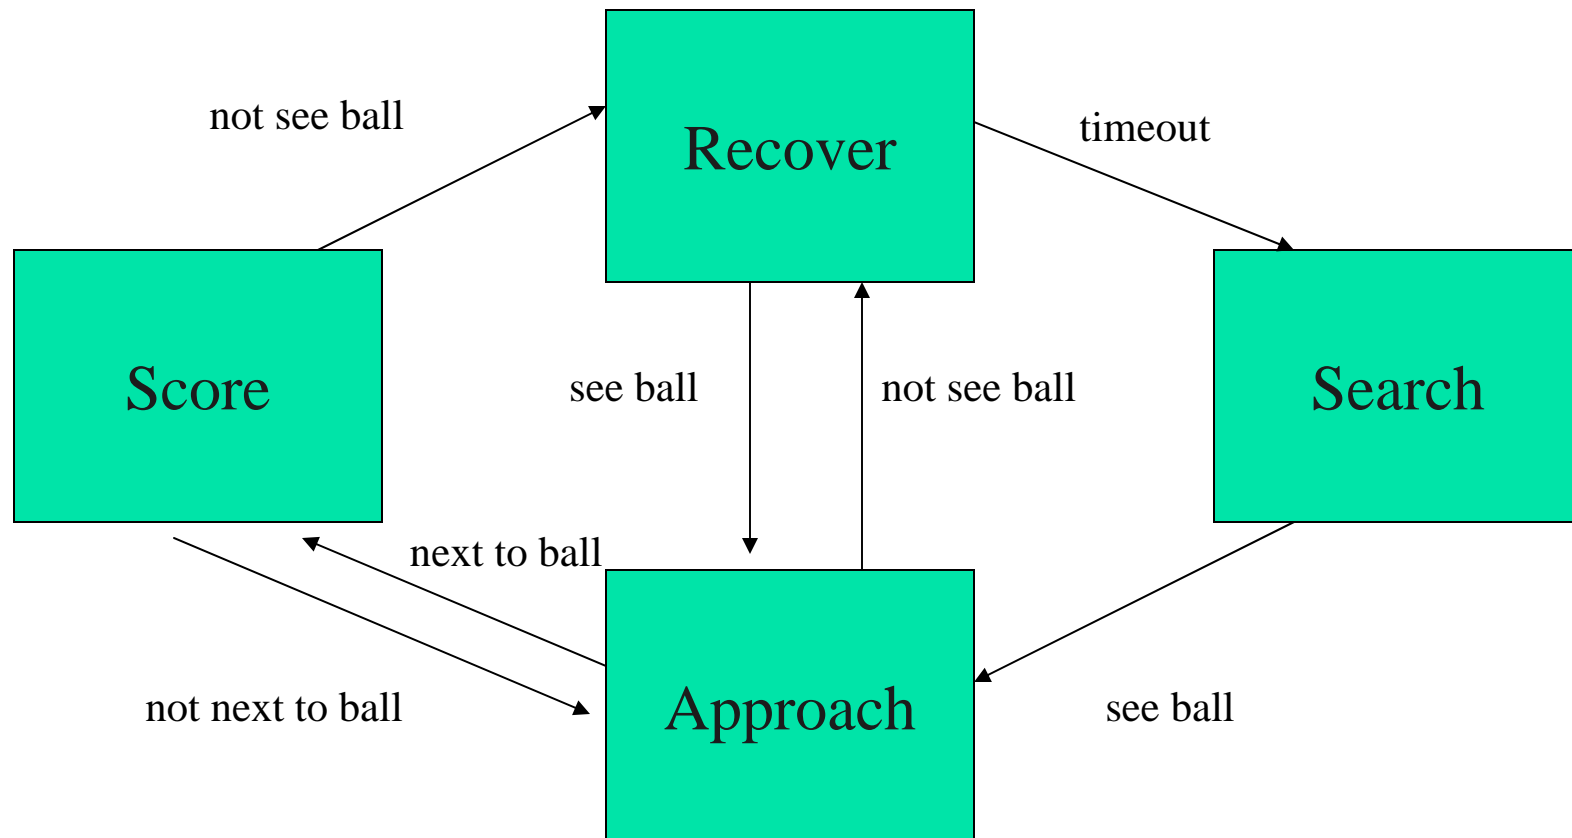 not see ball
Recover
timeout
Score
see ball
not see ball
Search
next to ball
not next to ball
Approach
see ball